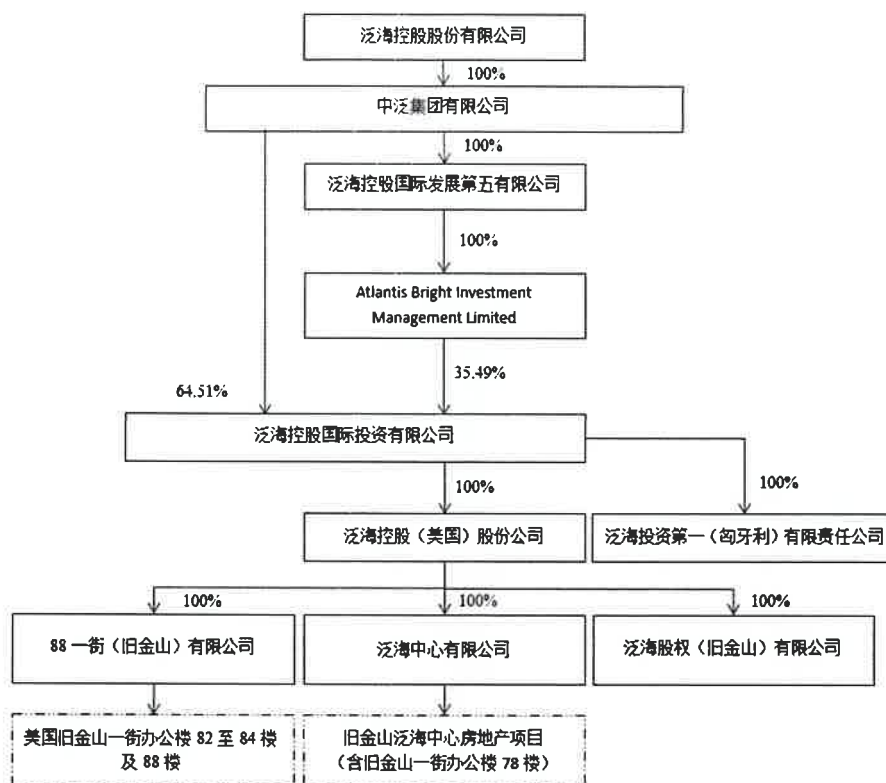 泛海控股股份有限公司
100%
中泛集团有限公司
100%
泛海控股国际发展第五有限公司
100%
Atlantis Bright Investment
Management Limited
35.49%
64.51%
泛海控股国际投资有限公司
100%
100%
泛海控股（美国）股份公司
泛海投资第一（匈牙利）有限责任公司
100%
100%
100%
88 一街（旧金山）有限公司
泛海中心有限公司
泛海股权（旧金山）有限公司
美国旧金山一街办公楼 82 至 84 楼
及 88 楼
旧金山泛海中心房地产项目
（含旧金山一街办公楼 78 楼）